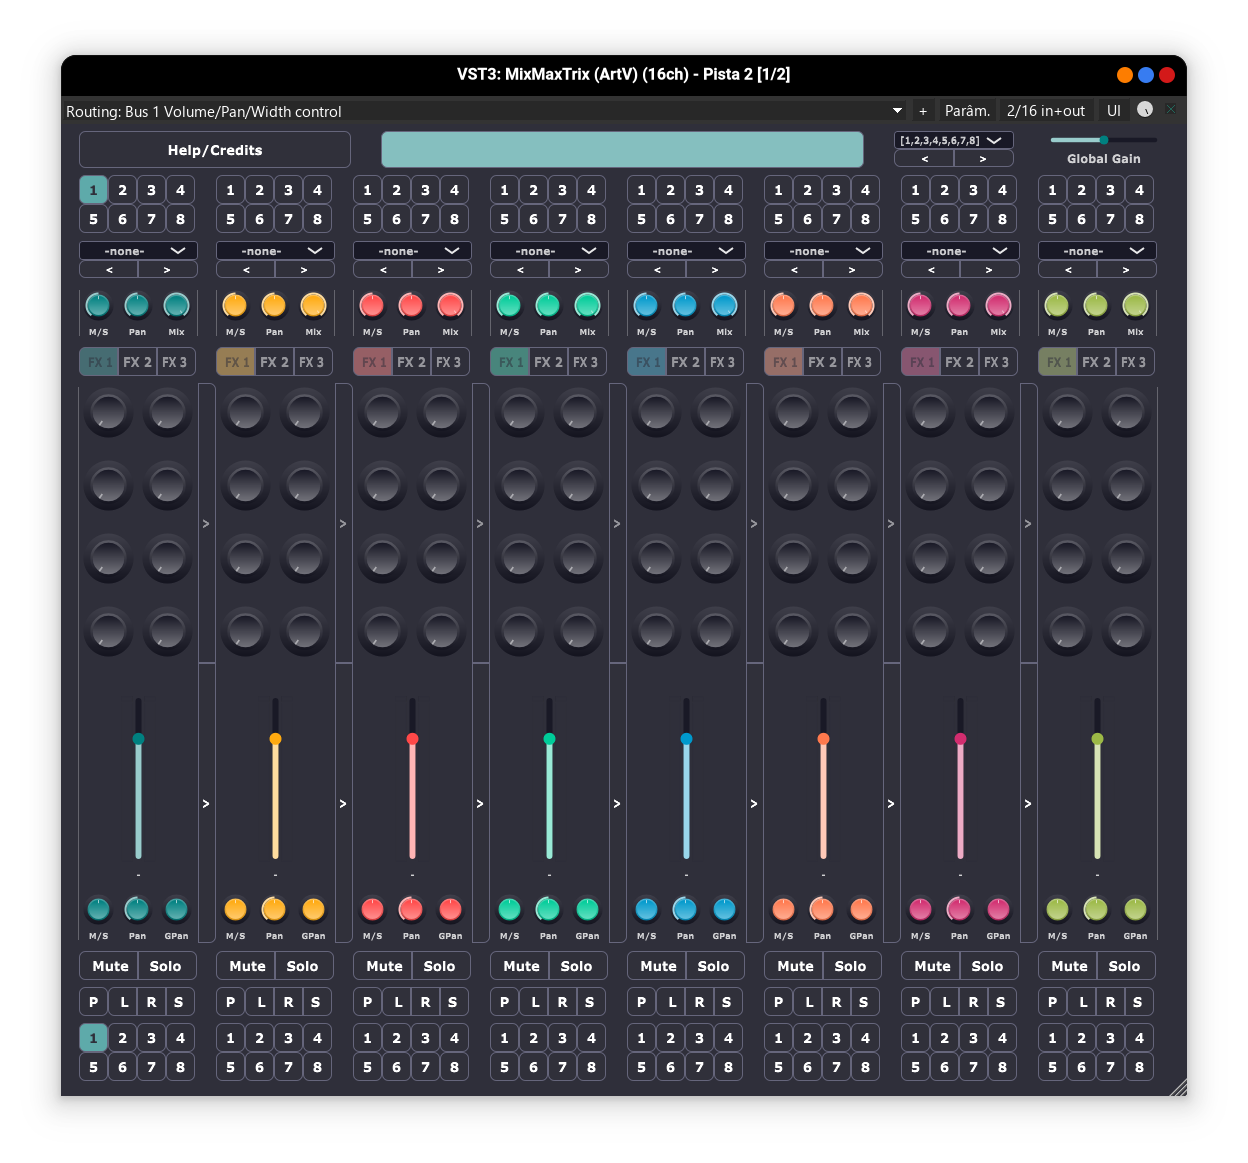 VST3: MixMaxTrix (ArtV) (16ch) - Pista 2 [1/2]
Routing: Bus 1 Volume/Pan/Width control + Parâm. 2/16 in+out UI
Help/Credits [1,2,3,4,5,6,7,8]
< > Global Gain
1 2 3 4 1 2 3 4 1 2 3 4 1 2 3 4 1 2 3 4 1 2 3 4 1 2 3 4 1 2 3 4
5 6 7 8 5 6 7 8 5 6 7 8 5 6 7 8 5 6 7 8 5 6 7 8 5 6 7 8 5 6 7 8
-none- -none- -none- -none- -none- -none- -none- -none-
< > < > < > < > < > < > < > < >
M/S Pan Mix M/S Pan Mix M/S Pan Mix M/S Pan Mix M/S Pan Mix M/S Pan Mix M/S Pan Mix M/S Pan Mix
FX 1 FX 2 FX 3 FX 1 FX 2 FX 3 FX 1 FX 2 FX 3 FX 1 FX 2 FX 3 FX 1 FX 2 FX 3 FX 1 FX 2 FX 3 FX 1 FX 2 FX 3 FX 1 FX 2 FX 3
> > > > > > >
> > > > > > >
- - - - - - - -
M/S Pan GPan M/S Pan GPan M/S Pan GPan M/S Pan GPan M/S Pan GPan M/S Pan GPan M/S Pan GPan M/S Pan GPan
Mute Solo Mute Solo Mute Solo Mute Solo Mute Solo Mute Solo Mute Solo Mute Solo
P L R S P L R S P L R S P L R S P L R S P L R S P L R S P L R S
1 2 3 4 1 2 3 4 1 2 3 4 1 2 3 4 1 2 3 4 1 2 3 4 1 2 3 4 1 2 3 4
5 6 7 8 5 6 7 8 5 6 7 8 5 6 7 8 5 6 7 8 5 6 7 8 5 6 7 8 5 6 7 8